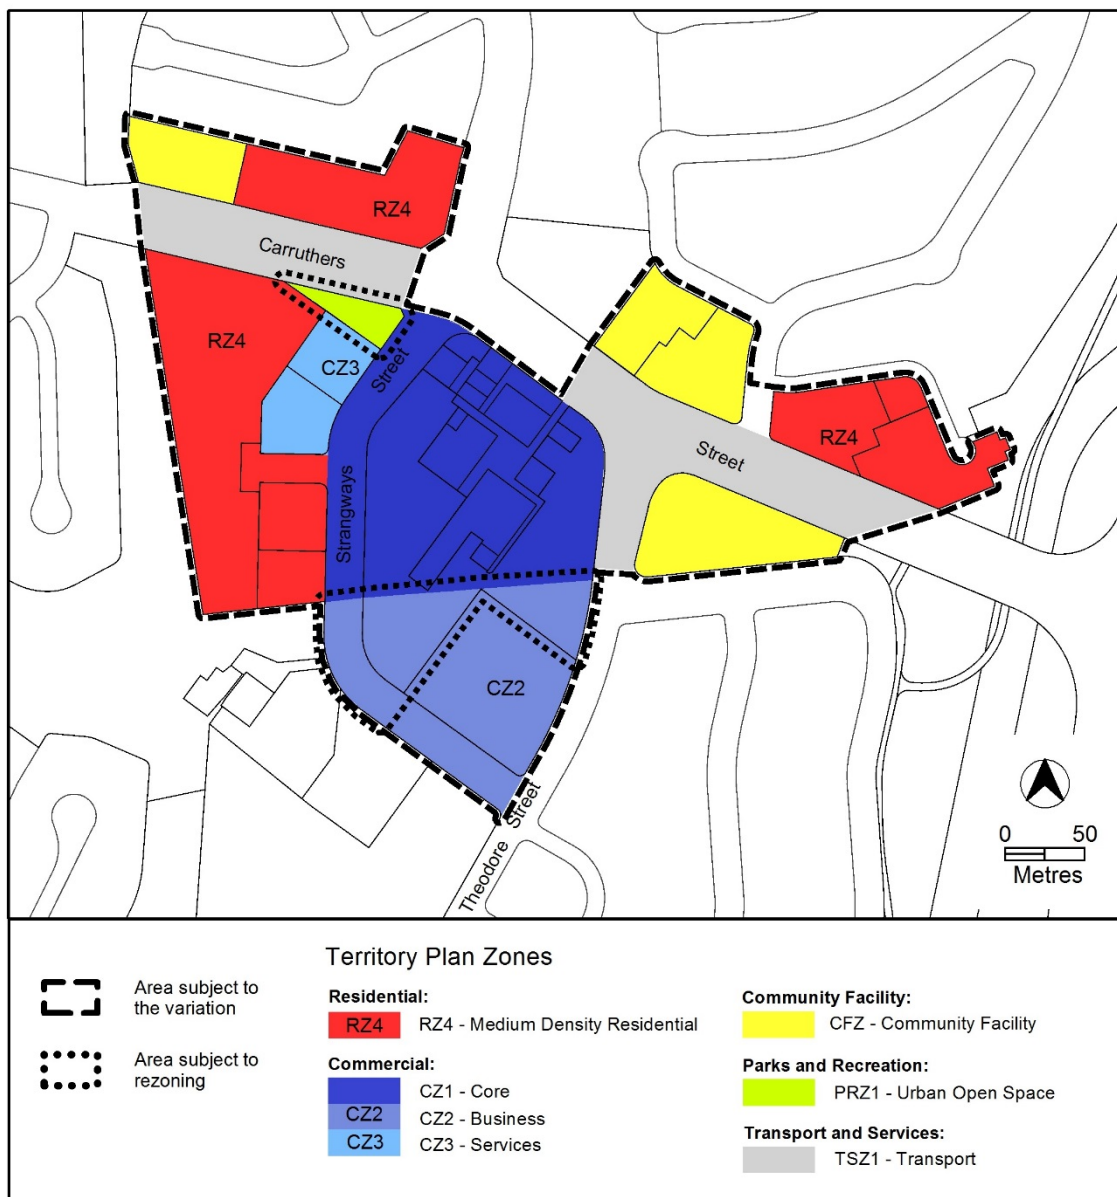 RZ4
Carruthers
RZ4
CZ3
Street
Strangways
Street
RZ4
CZ2
Theodore Street
0 50
Metres
Area subject to
the variation
Area subject to
rezoning
Territory Plan Zones
Residential:
RZ4 RZ4 - Medium Density Residential
Commercial:
CZ1 - Core
CZ2 CZ2 - Business
CZ3 CZ3 - Services
Community Facility:
CFZ - Community Facility
Parks and Recreation:
PRZ1 - Urban Open Space
Transport and Services:
TSZ1 - Transport